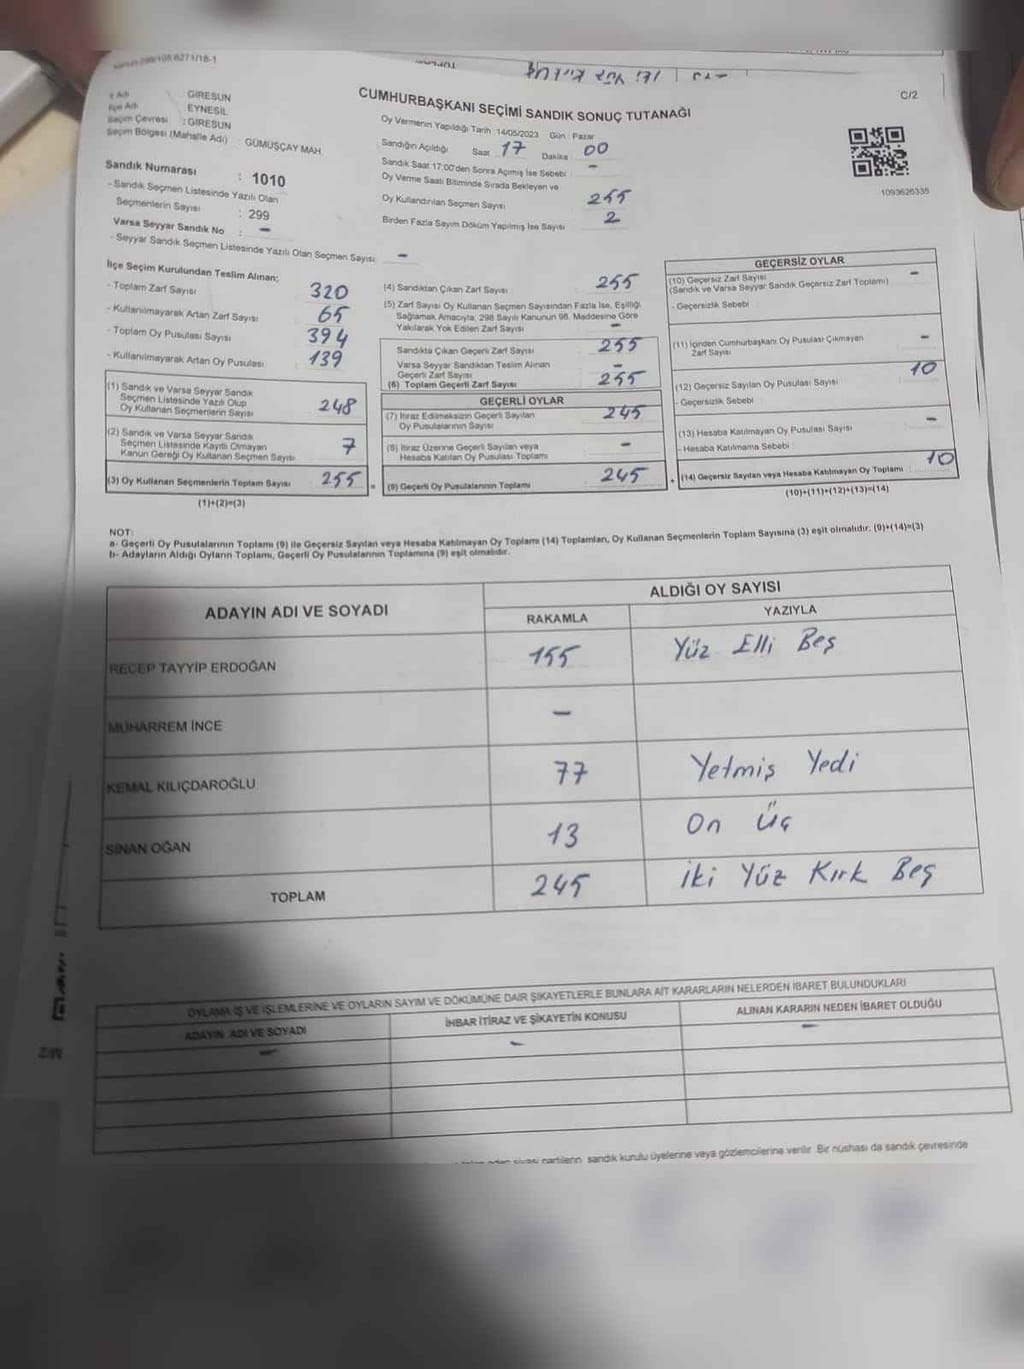 C/2
CUMHURBAŞKANI SEÇİMİ SANDIK SONUÇ TUTANAĞI
GİRESUN
EYNESİL
Seçim Çevresi : GİRESUN
Seçim Bölgesi (Mahalle Adı) : GÜMÜŞÇAY MAH.
Sandık Numarası : 1010
- Sandık Seçmen Listesinde Yazılı Olan
Seçmenlerin Sayısı : 299
Varsa Seyyar Sandık No : -
- Seyyar Sandık Seçmen Listesinde Yazılı Olan Seçmen Sayısı -
Oy Vermenin Yapıldığı Tarih :14/05/2023 Gün : Pazar
Sandığın Açıldığı Saat 17 Dakika 00
Sandık Saat:17:00'den Sonra Açılmış İse Sebebi : -
Oy Verme Saati Bitiminde Sırada Bekleyen ve
Oy Kullandırılan Seçmen Sayısı 255
Birden Fazla Sayım Döküm Yapılmış İse Sayısı 2
1093626335
İlçe Seçim Kurulundan Teslim Alınan;
- Toplam Zarf Sayısı 320
- Kullanılmayarak Artan Zarf Sayısı 65
- Toplam Oy Pusulası Sayısı 394
- Kullanılmayarak Artan Oy Pusulası 139
(1) Sandık ve Varsa Seyyar Sandık
Seçmen Listesinde Yazılı Olup
Oy Kullanan Seçmenlerin Sayısı 248
(2) Sandık ve Varsa Seyyar Sandık
Seçmen Listesinde Kayıtlı Olmayan
Kanun Gereği Oy Kullanan Seçmen Sayısı 7
(3) Oy Kullanan Seçmenlerin Toplam Sayısı 255
(1)+(2)=(3)
(4) Sandıktan Çıkan Zarf Sayısı 255
(5) Zarf Sayısı Oy Kullanan Seçmen Sayısından Fazla İse, Eşitliği
Sağlamak Amacıyla, 298 Sayılı Kanunun 98. Maddesine Göre
Yakılarak Yok Edilen Zarf Sayısı -
Sandıkta Çıkan Geçerli Zarf Sayısı 255
Varsa Seyyar Sandıktan Teslim Alınan
Geçerli Zarf Sayısı -
(6) Toplam Geçerli Zarf Sayısı 255
GEÇERLİ OYLAR
(7) İtiraz Edilmeksizin Geçerli Sayılan
Oy Pusulalarının Sayısı 245
(8) İtiraz Üzerine Geçerli Sayılan veya
Hesaba Katılan Oy Pusulası Toplamı -
= (9) Geçerli Oy Pusulalarının Toplamı 245
GEÇERSİZ OYLAR
(10) Geçersiz Zarf Sayısı -
(Sandık ve Varsa Seyyar Sandık Geçersiz Zarf Toplamı)
- Geçersizlik Sebebi :
(11) İçinden Cumhurbaşkanı Oy Pusulası Çıkmayan
Zarf Sayısı -
(12) Geçersiz Sayılan Oy Pusulası Sayısı 10
- Geçersizlik Sebebi :
(13) Hesaba Katılmayan Oy Pusulası Sayısı -
- Hesaba Katılmama Sebebi :
+ (14) Geçersiz Sayılan veya Hesaba Katılmayan Oy Toplamı 10
(10)+(11)+(12)+(13)=(14)
NOT:
a- Geçerli Oy Pusulalarının Toplamı (9) ile Geçersiz Sayılan veya Hesaba Katılmayan Oy Toplamı (14) Toplamları, Oy Kullanan Seçmenlerin Toplam Sayısına (3) eşit olmalıdır. (9)+(14)=(3)
b- Adayların Aldığı Oyların Toplamı, Geçerli Oy Pusulalarının Toplamına (9) eşit olmalıdır.
ADAYIN ADI VE SOYADI ALDIĞI OY SAYISI
RAKAMLA YAZIYLA
RECEP TAYYİP ERDOĞAN 155 Yüz Elli Beş
MUHARREM İNCE -
KEMAL KILIÇDAROĞLU 77 Yetmiş Yedi
SİNAN OĞAN 13 On Üç
TOPLAM 245 iki Yüz Kırk Beş
OYLAMA İŞ VE İŞLEMLERİNE VE OYLARIN SAYIM VE DÖKÜMÜNE DAİR ŞİKAYETLERLE BUNLARA AİT KARARLARIN NELERDEN İBARET BULUNDUKLARI
ADAYIN ADI VE SOYADI İHBAR İTİRAZ VE ŞİKAYETİN KONUSU ALINAN KARARIN NEDEN İBARET OLDUĞU
- - -
siyasi partilerin, sandık kurulu üyelerine veya gözlemcilerine verilir. Bir nüshası da sandık çevresinde